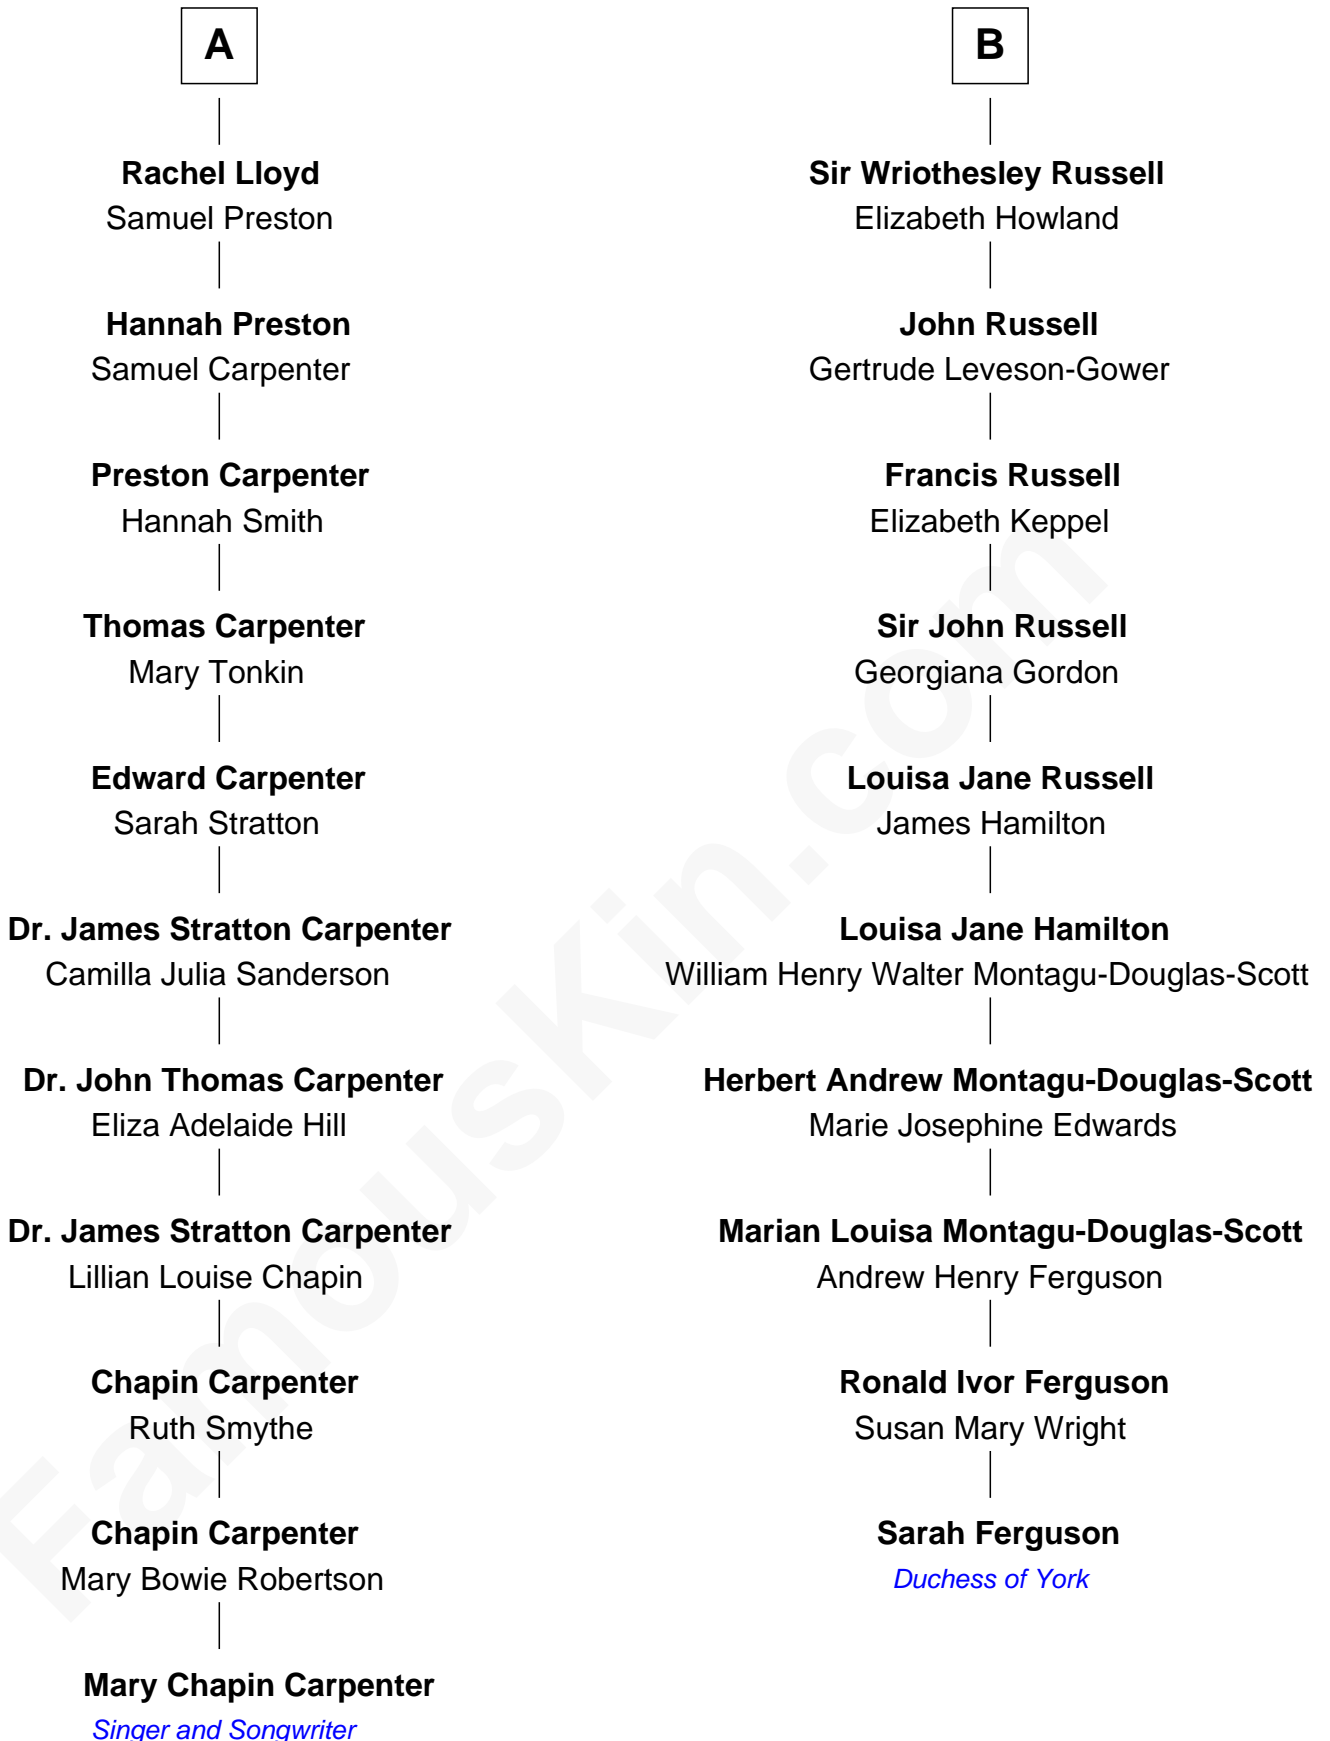 A
Rachel Lloyd
Samuel Preston
Hannah Preston
Samuel Carpenter
Preston Carpenter
Hannah Smith
Thomas Carpenter
Mary Tonkin
Edward Carpenter
Sarah Stratton
Dr. James Stratton Carpenter
Camilla Julia Sanderson
Dr. John Thomas Carpenter
Eliza Adelaide Hill
Dr. James Stratton Carpenter
Lillian Louise Chapin
Chapin Carpenter
Ruth Smythe
Chapin Carpenter
Mary Bowie Robertson
Mary Chapin Carpenter
Singer and Songwriter
B
Sir Wriothesley Russell
Elizabeth Howland
John Russell
Gertrude Leveson-Gower
Francis Russell
Elizabeth Keppel
Sir John Russell
Georgiana Gordon
Louisa Jane Russell
James Hamilton
Louisa Jane Hamilton
William Henry Walter Montagu-Douglas-Scott
Herbert Andrew Montagu-Douglas-Scott
Marie Josephine Edwards
Marian Louisa Montagu-Douglas-Scott
Andrew Henry Ferguson
Ronald Ivor Ferguson
Susan Mary Wright
Sarah Ferguson
Duchess of York
FamousKin.com